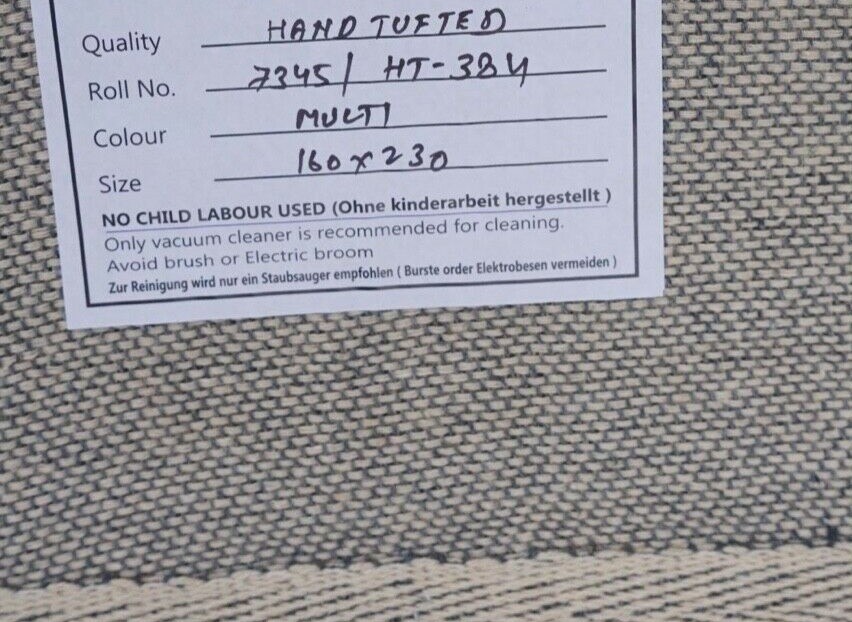 Quality HAND TUFTED
Roll No. 7345/ HT-384
Colour MULTI
Size 160x230
NO CHILD LABOUR USED (Ohne kinderarbeit hergestellt )
Only vacuum cleaner is recommended for cleaning.
Avoid brush or Electric broom
Zur Reinigung wird nur ein Staubsauger empfohlen ( Burste order Elektrobesen vermeiden )